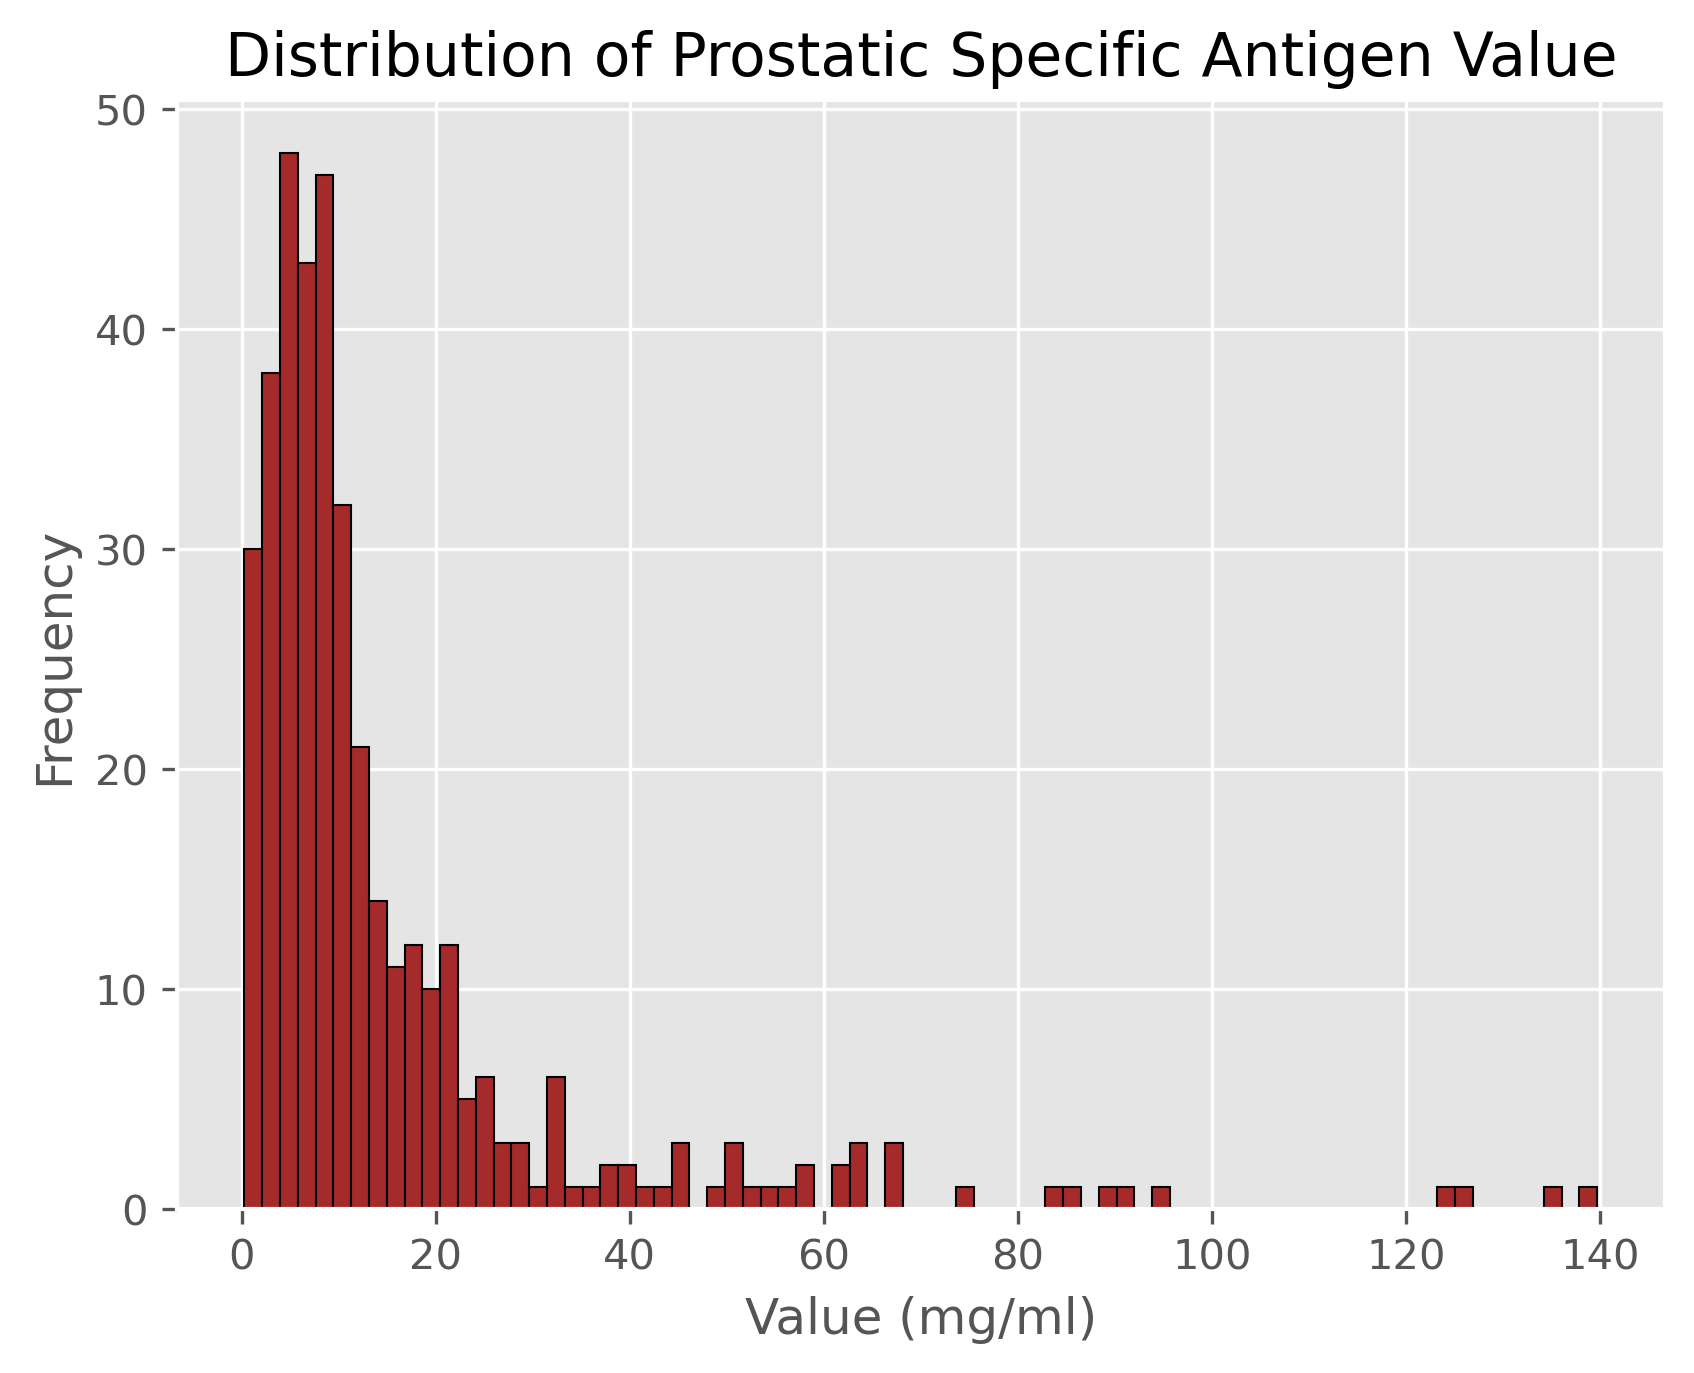 Distribution of Prostatic Specific Antigen Value
50
40
30
20
10
0
Frequency
0 20 40 60 80 100 120 140
Value (mg/ml)